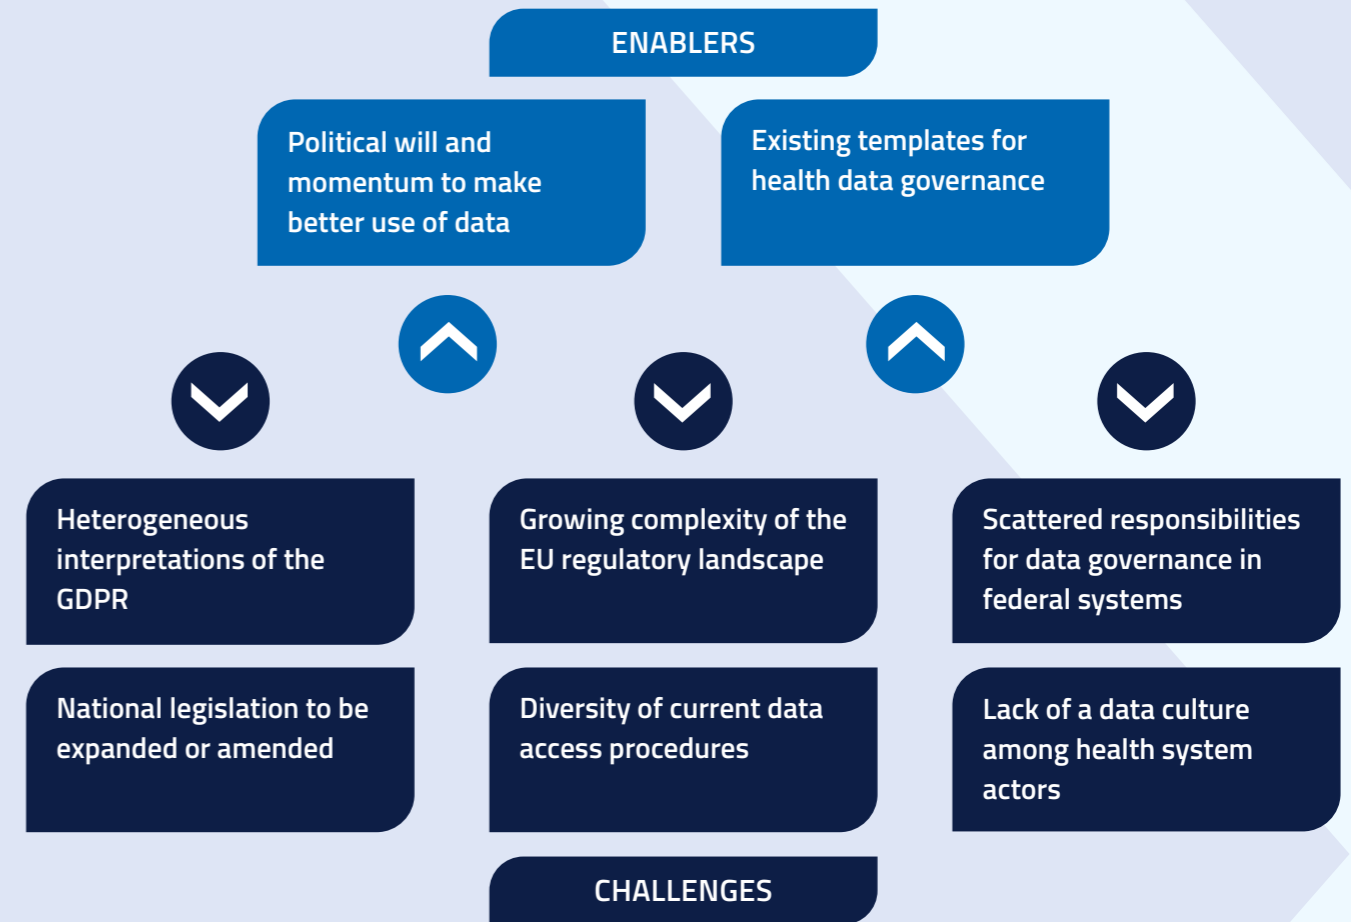 ENABLERS
Political will and
momentum to make
better use of data
Existing templates for
health data governance
Heterogeneous
interpretations of the
GDPR
Growing complexity of the
EU regulatory landscape
Scattered responsibilities
for data governance in
federal systems
National legislation to be
expanded or amended
Diversity of current data
access procedures
Lack of a data culture
among health system
actors
CHALLENGES